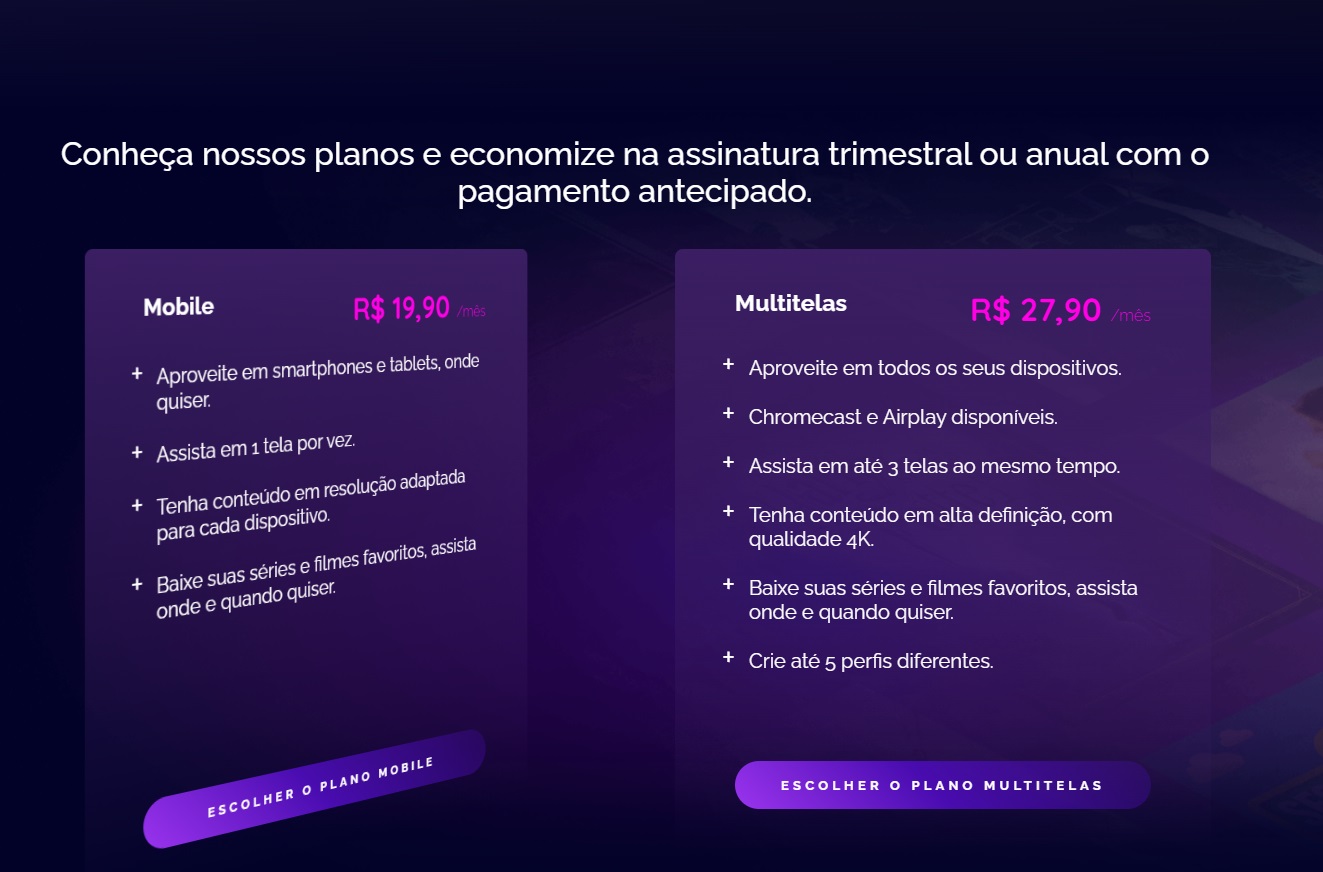 Conheça nossos planos e economize na assinatura trimestral ou anual com o
pagamento antecipado.
Mobile
R$ 19,90 /mês
+ Aproveite em smartphones e tablets, onde
quiser.
+ Assista em 1 tela por vez.
+ Tenha conteúdo em resolução adaptada
para cada dispositivo.
+ Baixe suas séries e filmes favoritos, assista
onde e quando quiser.
ESCOLHER O PLANO MOBILE
Multitelas
R$ 27,90 /mês
+ Aproveite em todos os seus dispositivos.
+ Chromecast e Airplay disponíveis.
+ Assista em até 3 telas ao mesmo tempo.
+ Tenha conteúdo em alta definição, com
qualidade 4K.
+ Baixe suas séries e filmes favoritos, assista
onde e quando quiser.
+ Crie até 5 perfis diferentes.
ESCOLHER O PLANO MULTITELAS